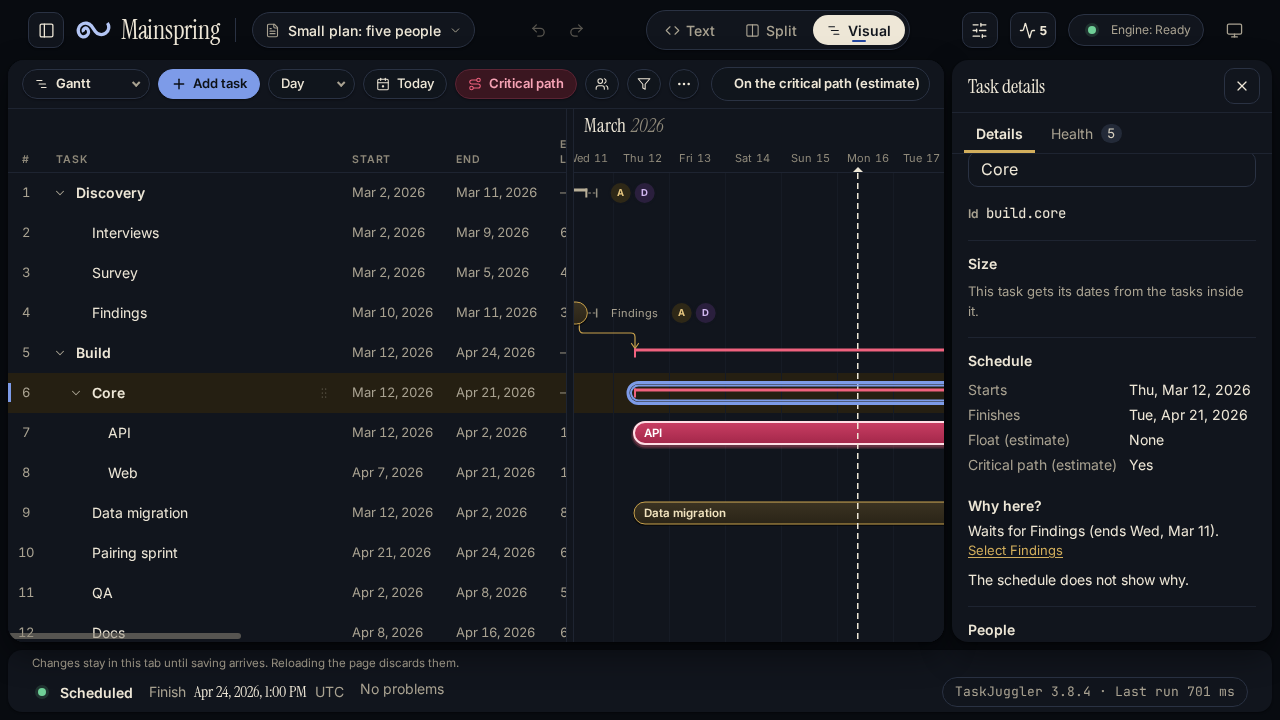 Mainspring
Small plan: five people
Text
Split
Visual
5
Engine: Ready
Gantt
Add task
Day
Today
Critical path
On the critical path (estimate)
Task details
Details
Health 5
# TASK START END
March 2026
Wed 11 Thu 12 Fri 13 Sat 14 Sun 15 Mon 16 Tue 17
1 Discovery Mar 2, 2026 Mar 11, 2026 A D
2 Interviews Mar 2, 2026 Mar 9, 2026
3 Survey Mar 2, 2026 Mar 5, 2026
4 Findings Mar 10, 2026 Mar 11, 2026 Findings A D
5 Build Mar 12, 2026 Apr 24, 2026
6 Core Mar 12, 2026 Apr 21, 2026
7 API Mar 12, 2026 Apr 2, 2026 API
8 Web Apr 7, 2026 Apr 21, 2026
9 Data migration Mar 12, 2026 Apr 2, 2026 Data migration
10 Pairing sprint Apr 21, 2026 Apr 24, 2026
11 QA Apr 2, 2026 Apr 8, 2026
12 Docs Apr 8, 2026 Apr 16, 2026
Core
Id build.core
Size
This task gets its dates from the tasks inside
it.
Schedule
Starts Thu, Mar 12, 2026
Finishes Tue, Apr 21, 2026
Float (estimate) None
Critical path (estimate) Yes
Why here?
Waits for Findings (ends Wed, Mar 11).
Select Findings
The schedule does not show why.
People
Changes stay in this tab until saving arrives. Reloading the page discards them.
Scheduled Finish Apr 24, 2026, 1:00 PM UTC No problems
TaskJuggler 3.8.4 · Last run 701 ms